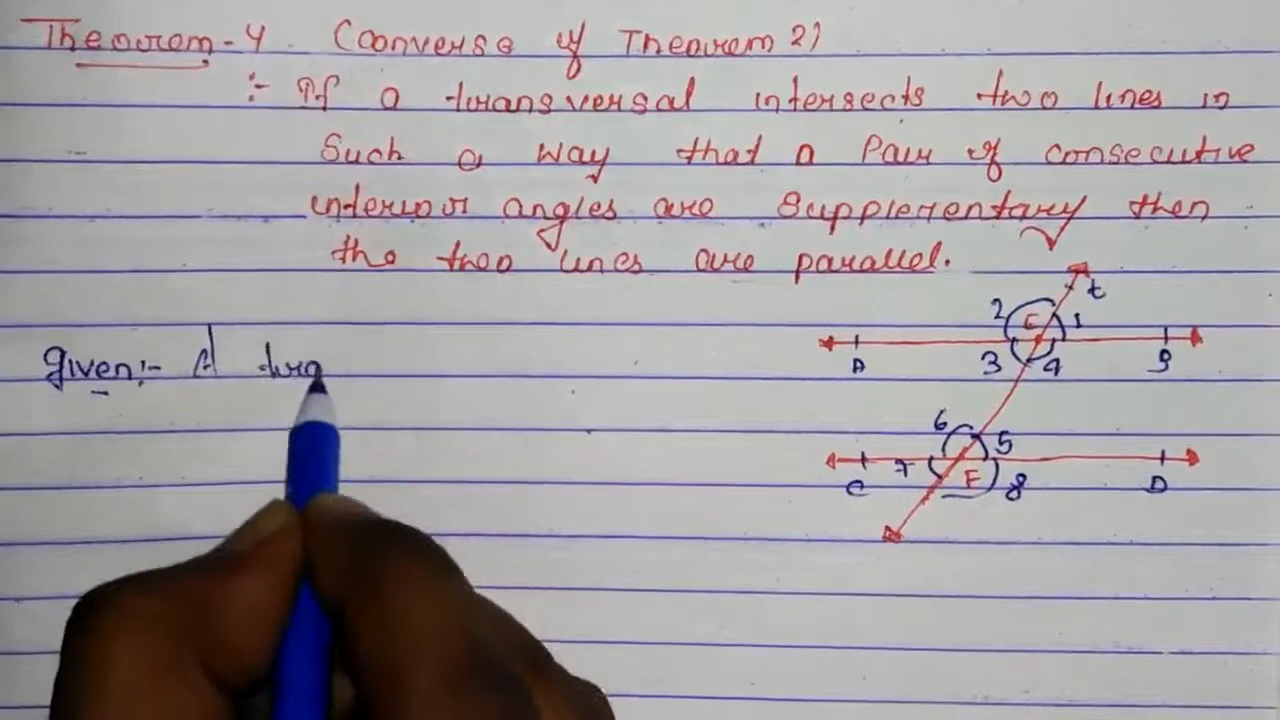 Theorem-4 (Converse of Theorem 2)
:- If a transversal intersects two lines in
Such a way that a Pair of consecutive
interior angles are Supplementary then
the two lines are parallel.
t
2 E 1
A 3 4 B
6 5
7 F 8
C D
given:- A tra